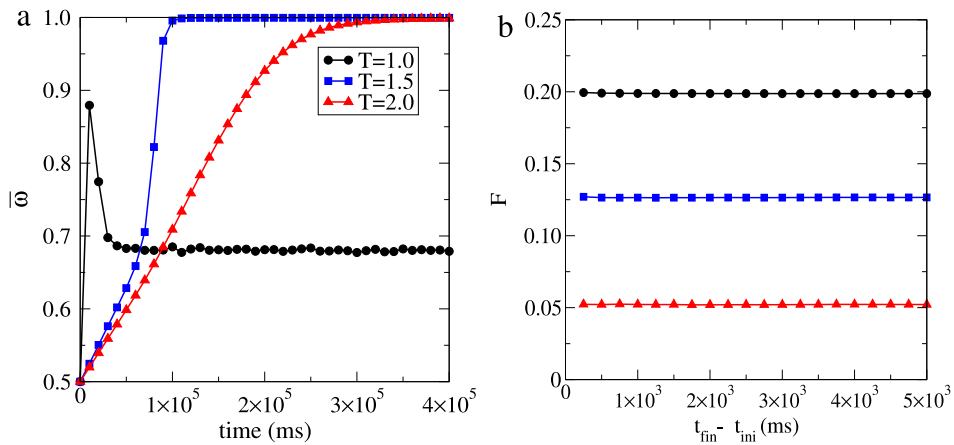 a
1.0
0.9
0.8
0.7
0.6
0.5
ω̅
T=1.0
T=1.5
T=2.0
0
1×10⁵
2×10⁵
3×10⁵
4×10⁵
time (ms)
b
0.25
0.20
0.15
0.10
0.05
0
F
1×10³
2×10³
3×10³
4×10³
5×10³
t_fin - t_ini (ms)